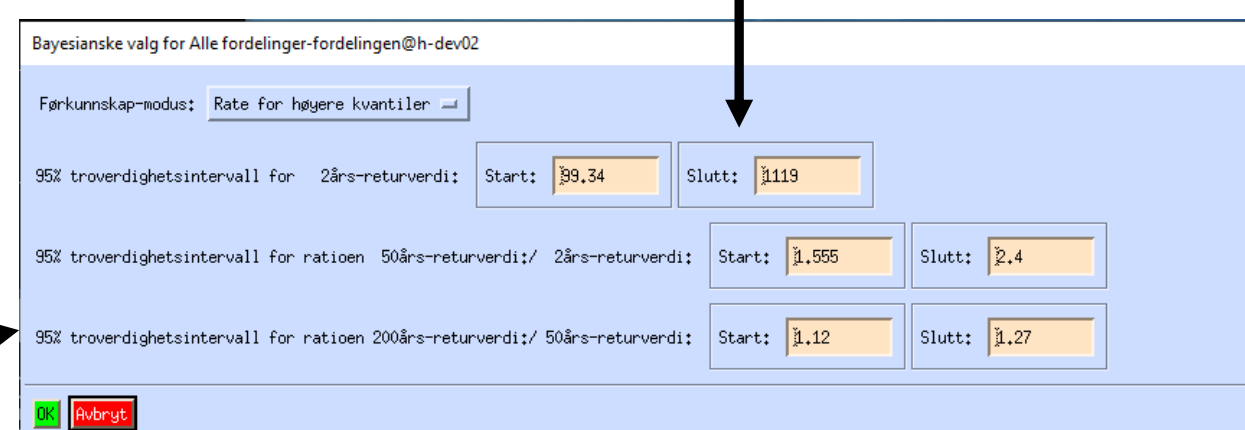 Bayesianske valg for Alle fordelinger-fordelingen@h-dev02
Førkunnskap-modus: Rate for høyere kvantiler
95% troverdighetsintervall for 2års-returverdi: Start: 99.34 Slutt: 1119
95% troverdighetsintervall for ratioen 50års-returverdi:/ 2års-returverdi: Start: 1.555 Slutt: 2.4
95% troverdighetsintervall for ratioen 200års-returverdi:/ 50års-returverdi: Start: 1.12 Slutt: 1.27
OK Avbryt